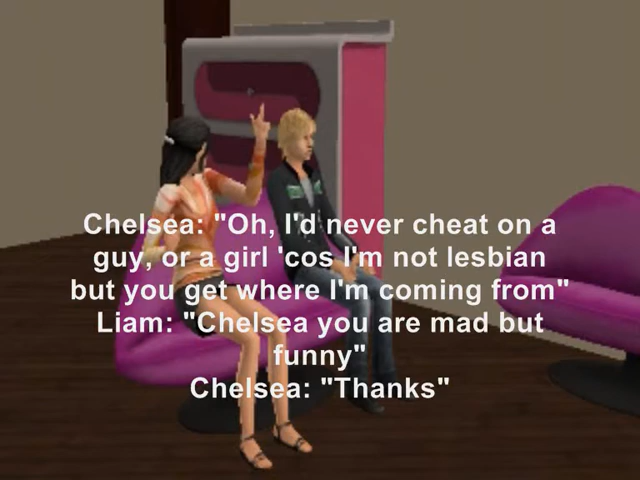 Chelsea: "Oh, I'd never cheat on a
guy, or a girl 'cos I'm not lesbian
but you get where I'm coming from"
Liam: "Chelsea you are mad but
funny"
Chelsea: "Thanks"